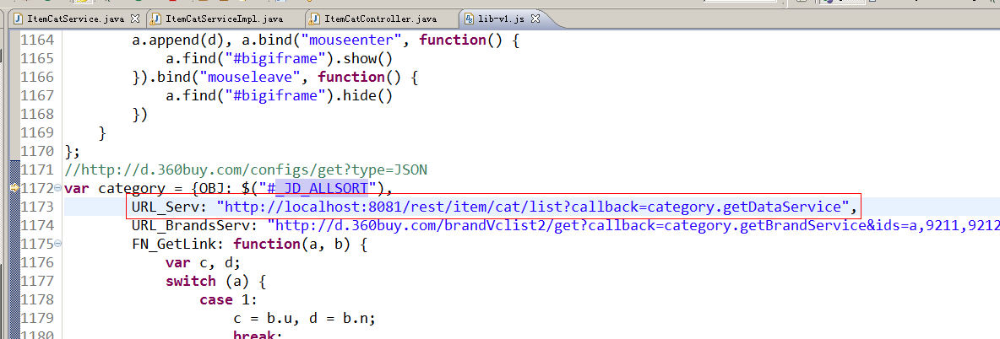 ItemCatService.java ItemCatServiceImpl.java ItemCatController.java lib-v1.js
1164 a.append(d), a.bind("mouseenter", function() {
1165 a.find("#bigiframe").show()
1166 }).bind("mouseleave", function() {
1167 a.find("#bigiframe").hide()
1168 })
1169 }
1170 };
1171 //http://d.360buy.com/configs/get?type=JSON
1172 var category = {OBJ: $("#_JD_ALLSORT"),
1173 URL_Serv: "http://localhost:8081/rest/item/cat/list?callback=category.getDataService",
1174 URL_BrandsServ: "http://d.360buy.com/brandVclist2/get?callback=category.getBrandService&ids=a,9211,9212
1175 FN_GetLink: function(a, b) {
1176 var c, d;
1177 switch (a) {
1178 case 1:
1179 c = b.u, d = b.n;
1180 break;